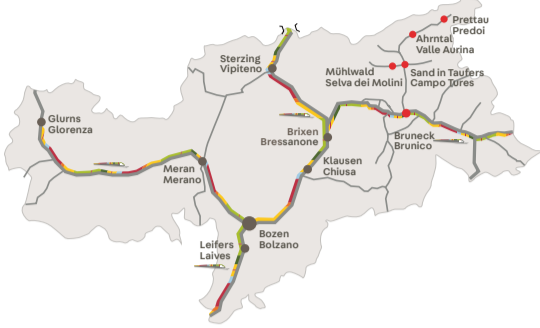 Prettau
Predoi
Ahrntal
Valle Aurina
Sterzing
Vipiteno
Mühlwald
Selva dei Molini
Sand in Taufers
Campo Tures
Glurns
Glorenza
Brixen
Bressanone
Bruneck
Brunico
Meran
Merano
Klausen
Chiusa
Bozen
Bolzano
Leifers
Laives